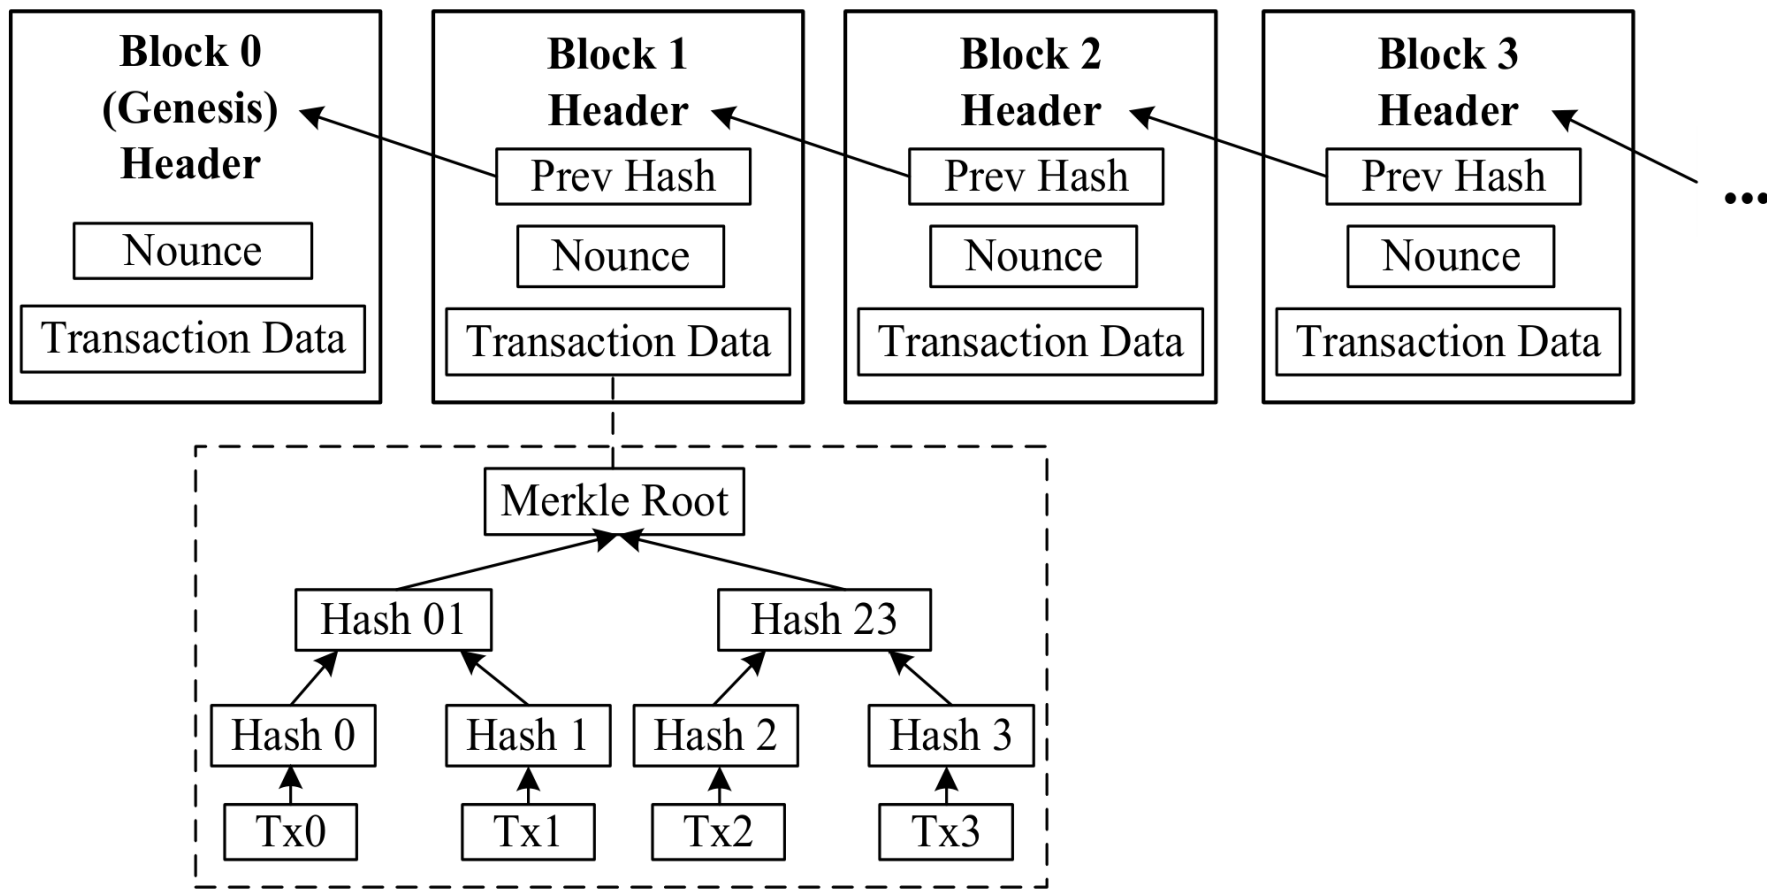 Block 0
(Genesis)
Header
Nounce
Transaction Data
Block 1
Header
Prev Hash
Nounce
Transaction Data
Block 2
Header
Prev Hash
Nounce
Transaction Data
Block 3
Header
Prev Hash
Nounce
Transaction Data
...
Merkle Root
Hash 01
Hash 23
Hash 0
Hash 1
Hash 2
Hash 3
Tx0
Tx1
Tx2
Tx3